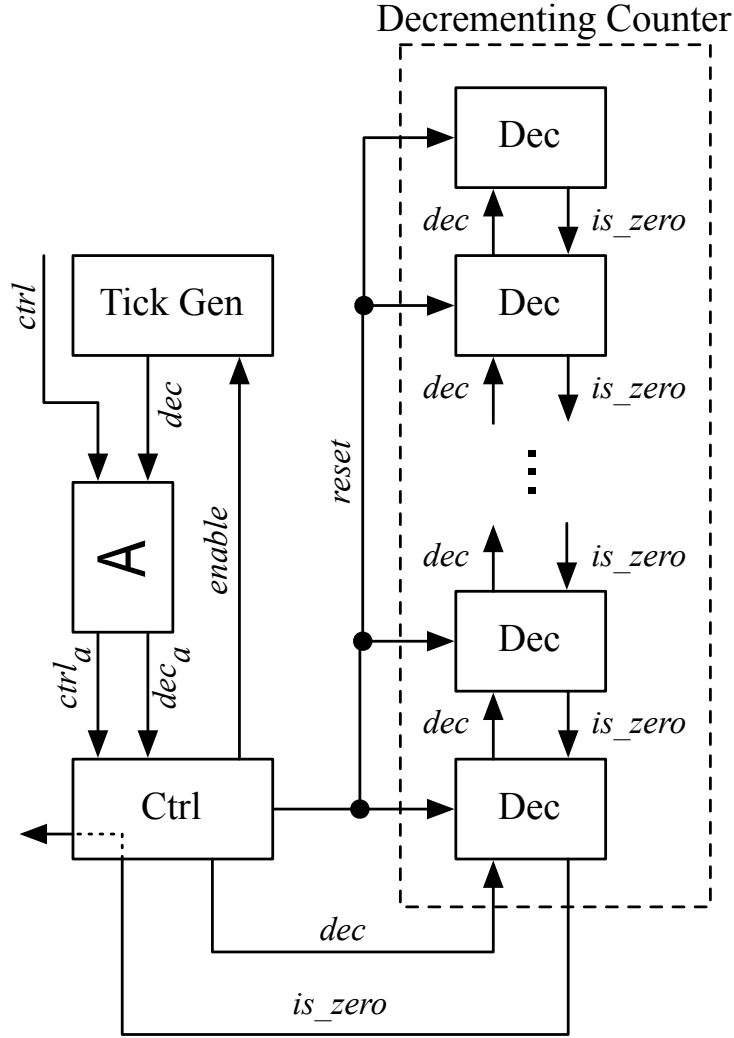 Decrementing Counter
Dec
dec
is_zero
ctrl
Tick Gen
Dec
dec
is_zero
dec
reset
enable
A
dec
is_zero
Dec
ctrl_a
dec_a
dec
is_zero
Ctrl
Dec
dec
is_zero